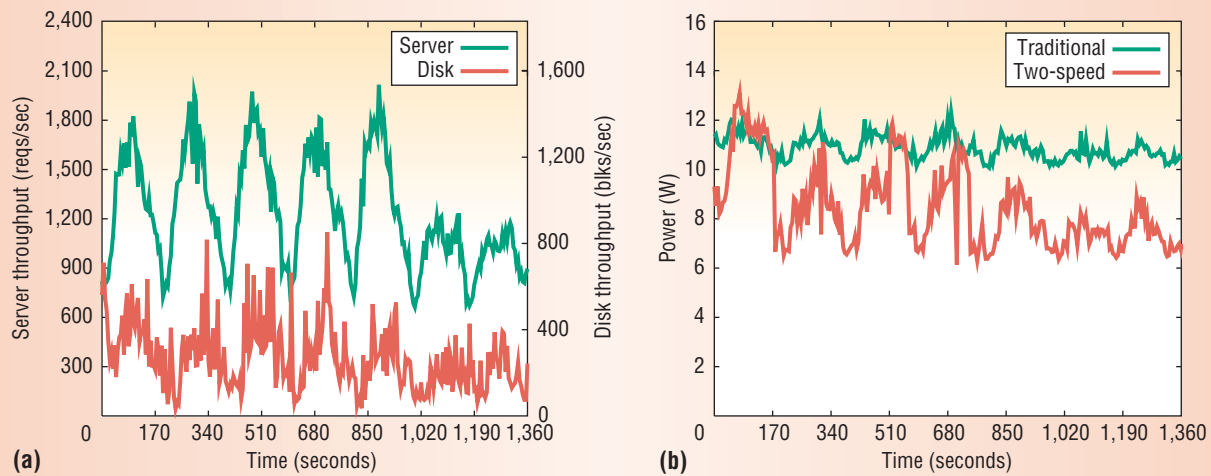 2,400
2,100
1,800
1,500
1,200
900
600
300
0
Server throughput (reqs/sec)
Server
Disk
1,600
1,200
800
400
0
Disk throughput (blks/sec)
170 340 510 680 850 1,020 1,190 1,360
Time (seconds)
(a)
16
14
12
10
8
6
4
2
0
Power (W)
Traditional
Two-speed
170 340 510 680 850 1,020 1,190 1,360
Time (seconds)
(b)